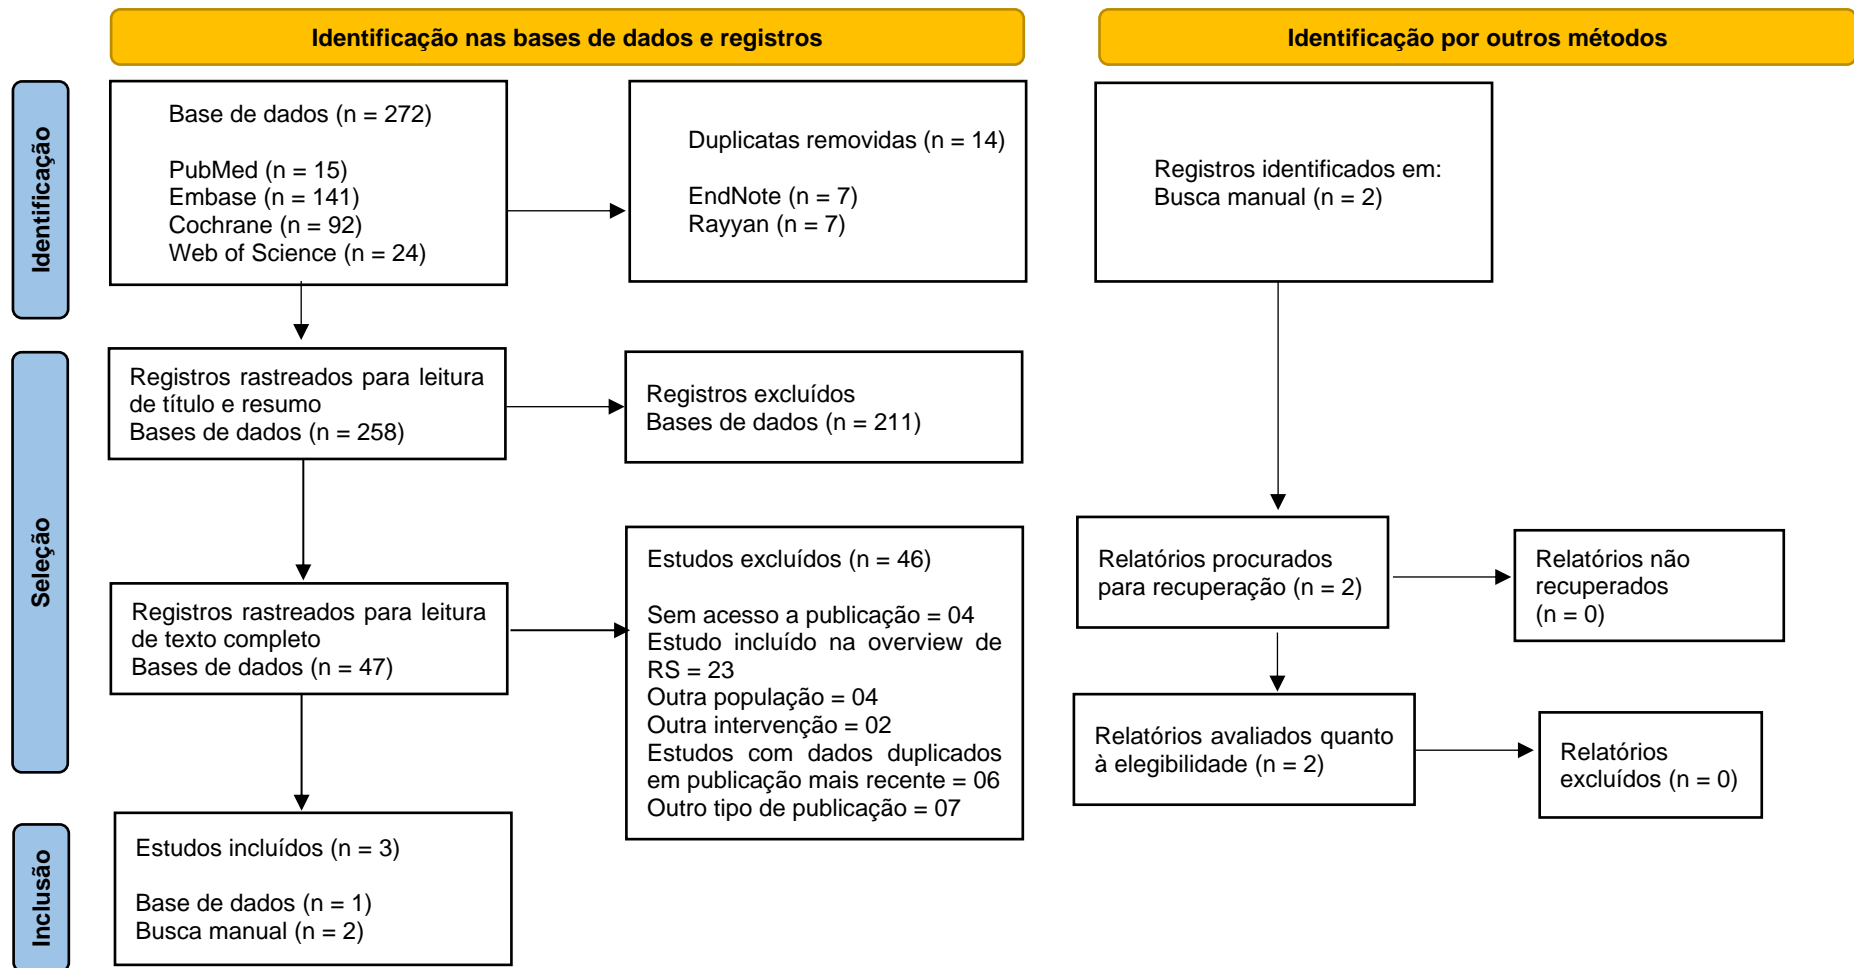 Identificação nas bases de dados e registros
Identificação por outros métodos
Identificação
Base de dados (n = 272)
PubMed (n = 15)
Embase (n = 141)
Cochrane (n = 92)
Web of Science (n = 24)
Duplicatas removidas (n = 14)
EndNote (n = 7)
Rayyan (n = 7)
Registros identificados em:
Busca manual (n = 2)
Seleção
Registros rastreados para leitura
de título e resumo
Bases de dados (n = 258)
Registros excluídos
Bases de dados (n = 211)
Registros rastreados para leitura
de texto completo
Bases de dados (n = 47)
Estudos excluídos (n = 46)
Sem acesso a publicação = 04
Estudo incluído na overview de
RS = 23
Outra população = 04
Outra intervenção = 02
Estudos com dados duplicados
em publicação mais recente = 06
Outro tipo de publicação = 07
Relatórios procurados
para recuperação (n = 2)
Relatórios não
recuperados
(n = 0)
Relatórios avaliados quanto
à elegibilidade (n = 2)
Relatórios
excluídos (n = 0)
Inclusão
Estudos incluídos (n = 3)
Base de dados (n = 1)
Busca manual (n = 2)